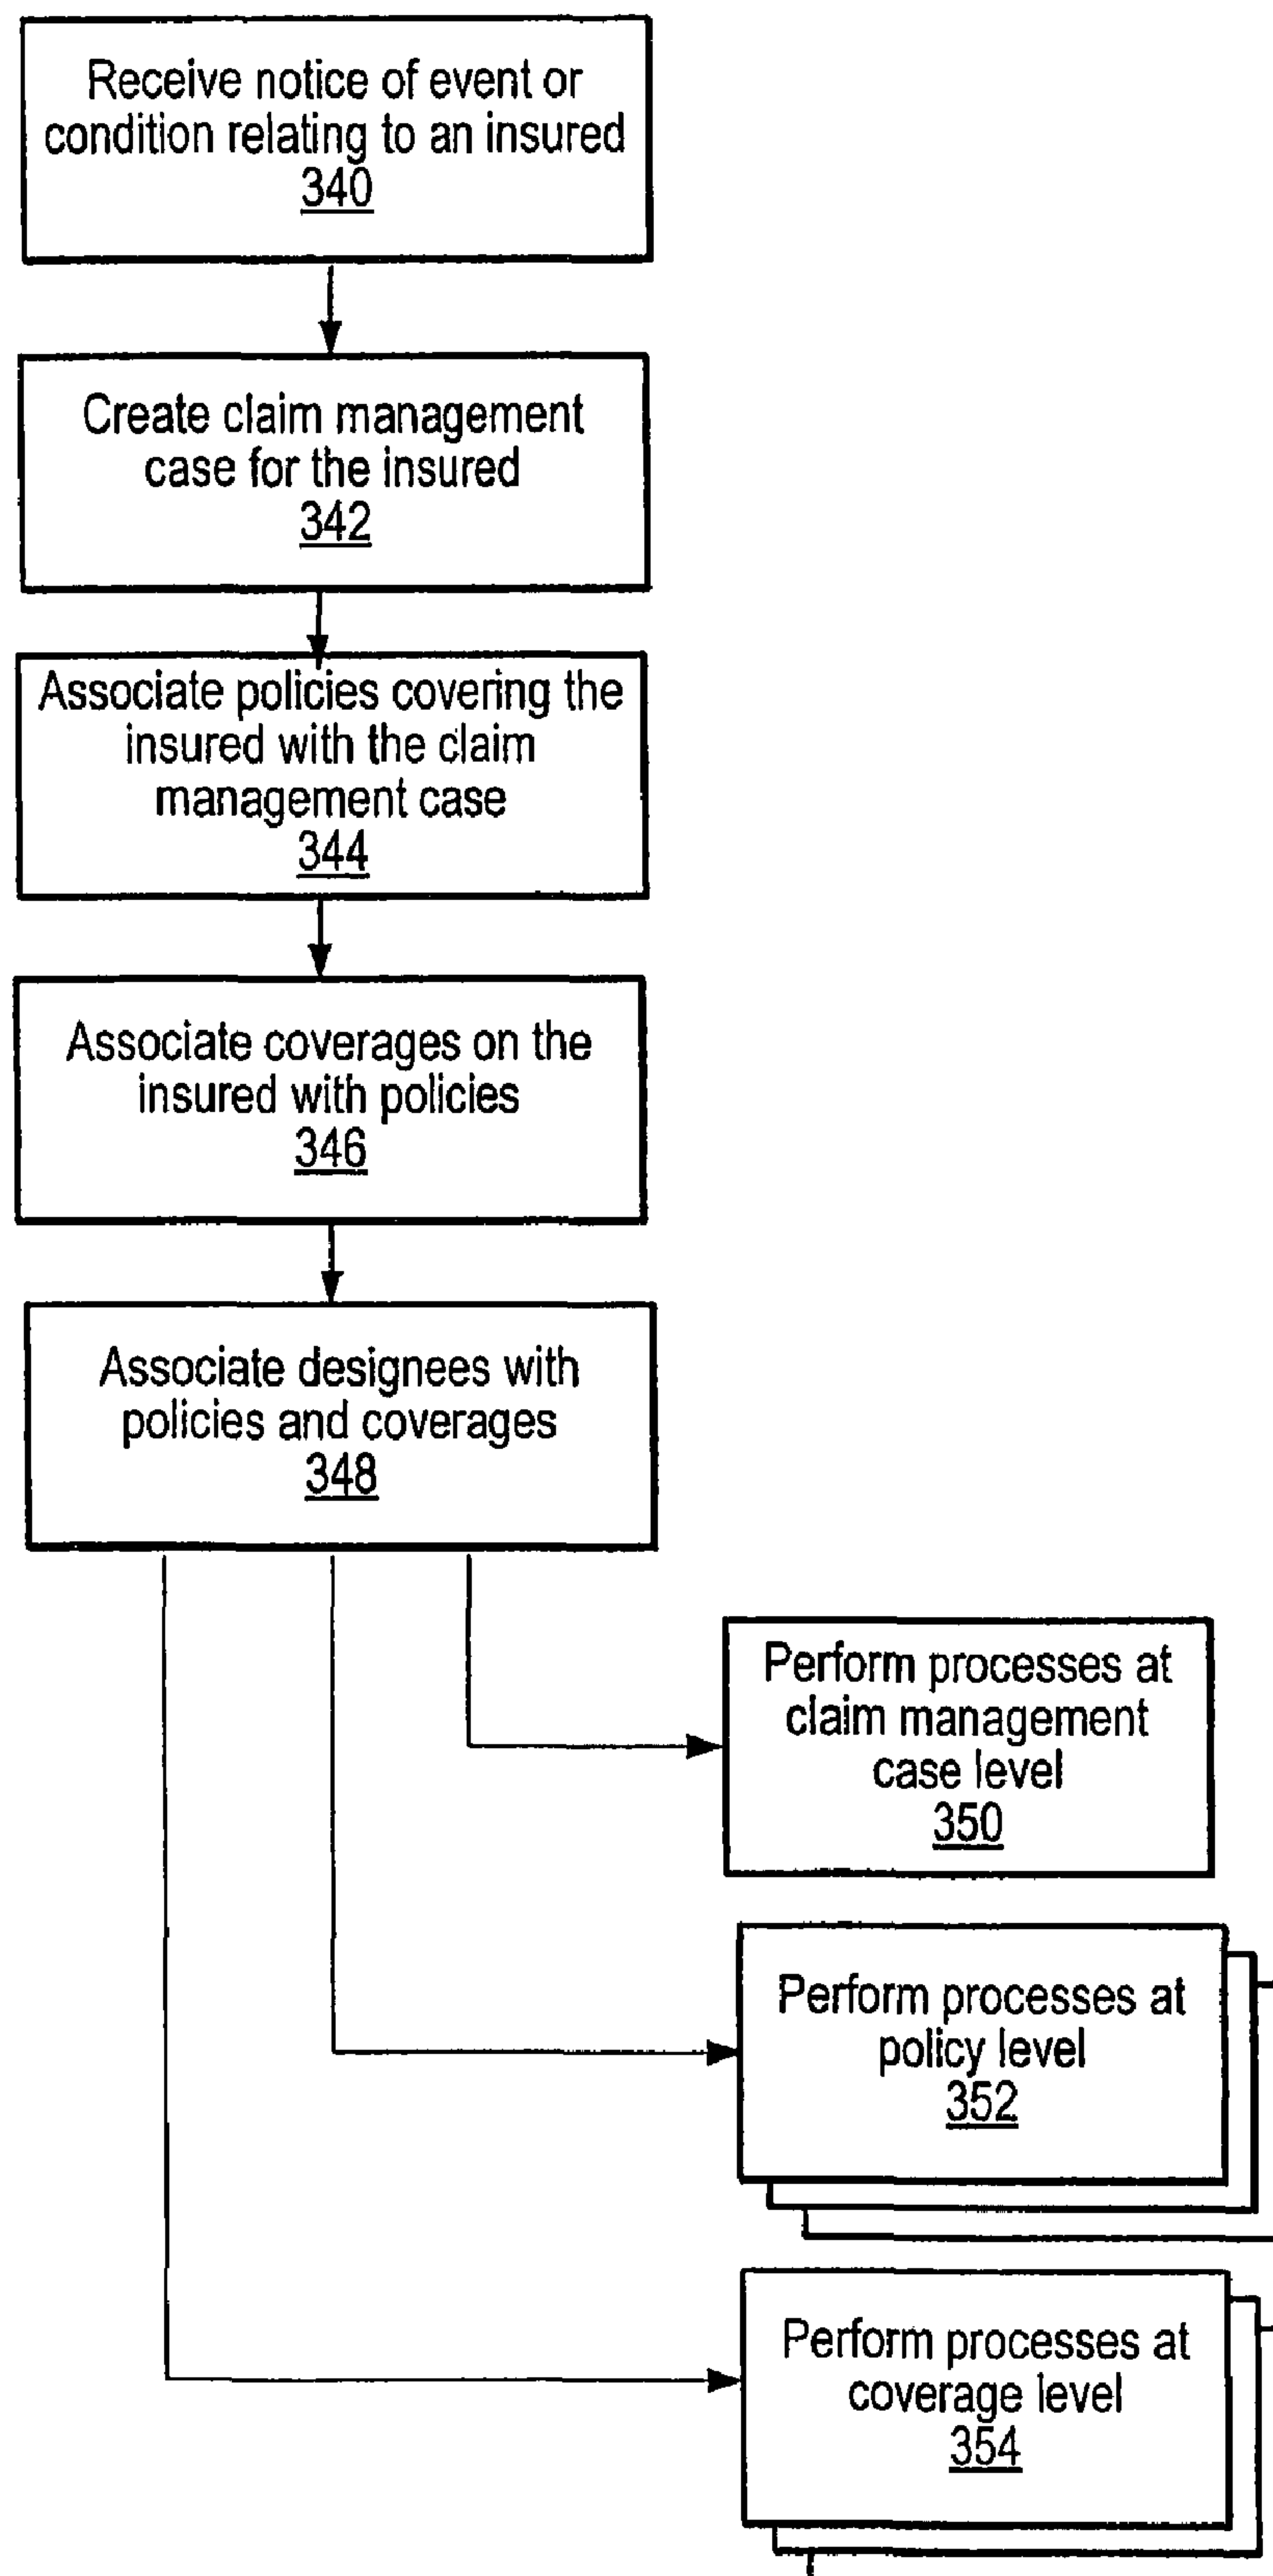 Receive notice of event or
condition relating to an insured
340
Create claim management
case for the insured
342
Associate policies covering the
insured with the claim
management case
344
Associate coverages on the
insured with policies
346
Associate designees with
policies and coverages
348
Perform processes at
claim management
case level
350
Perform processes at
policy level
352
Perform processes at
coverage level
354